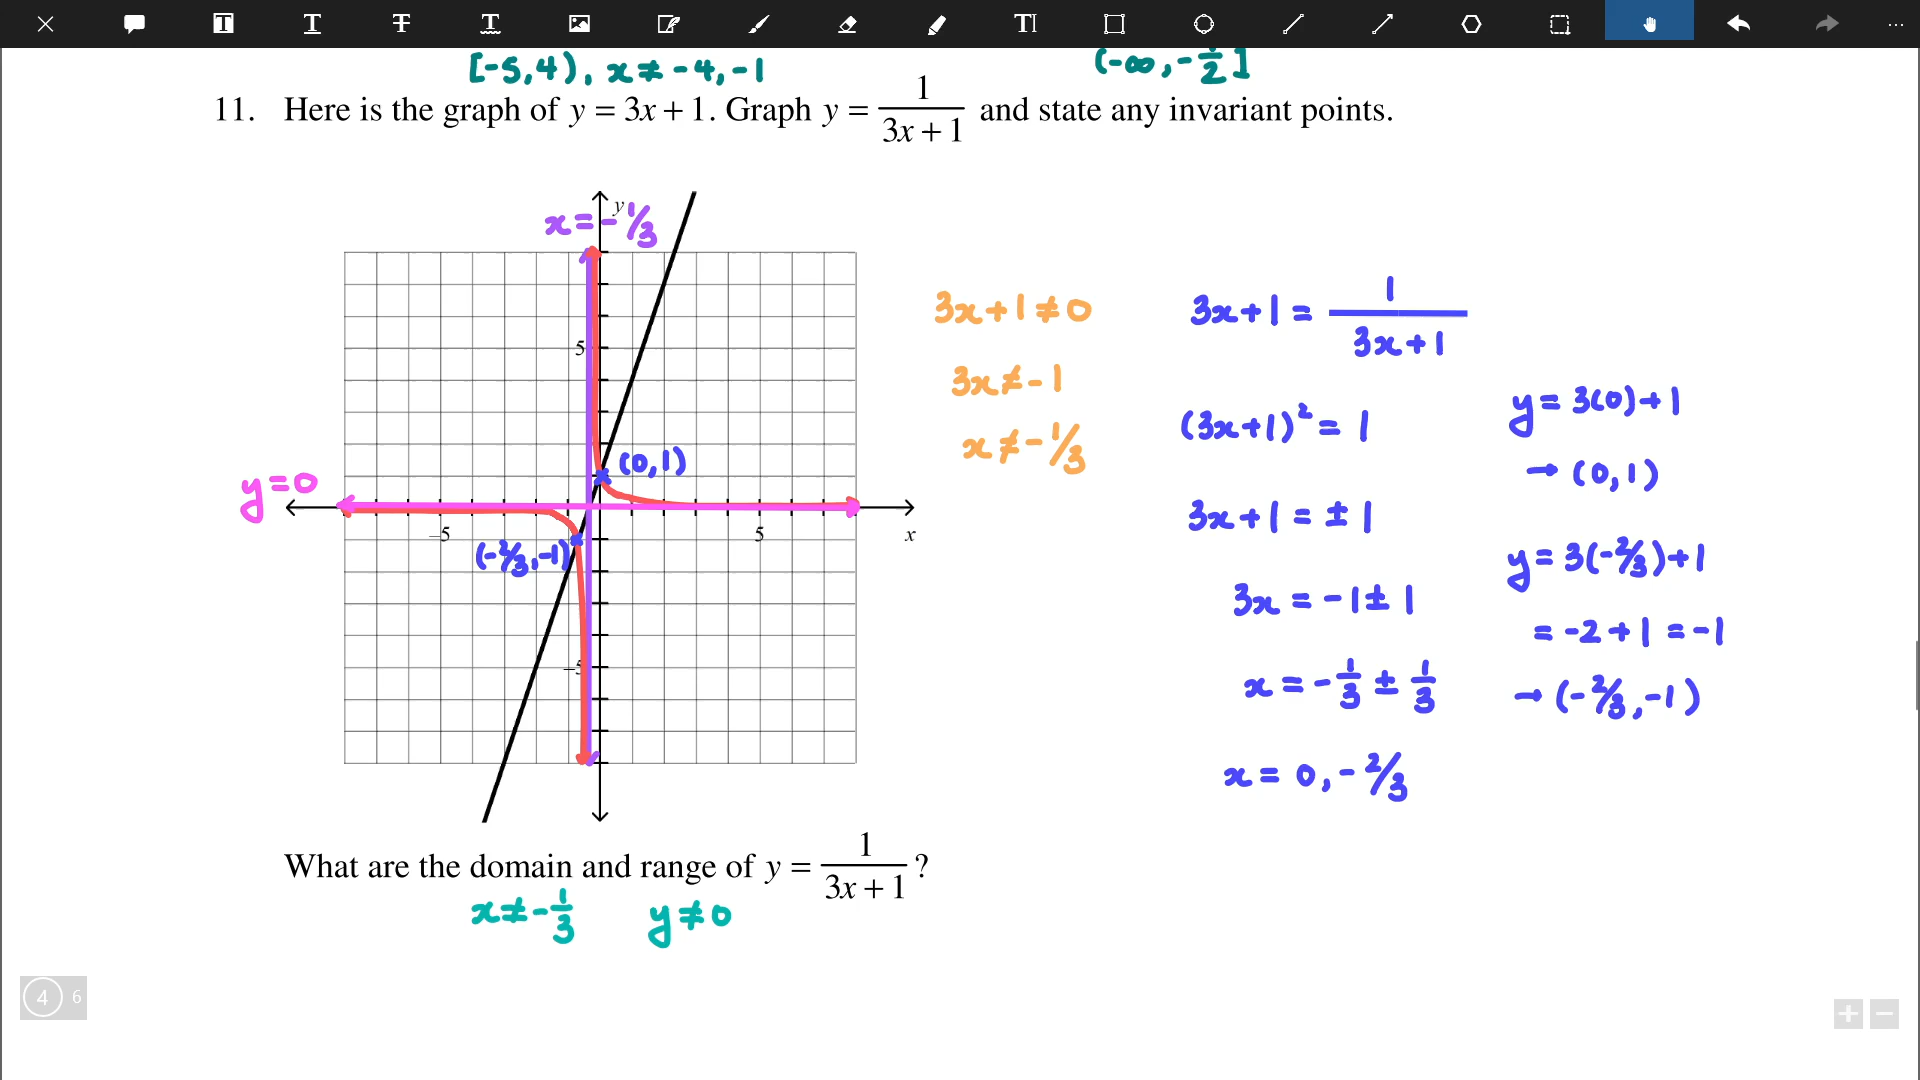 [-5,4), x≠-4,-1
(-∞,-1/2]
11. Here is the graph of y = 3x + 1. Graph y = 1/(3x + 1) and state any invariant points.
x=-1/3
y
5
(0,1)
y=0
-5
5
x
(-2/3,-1)
-5
3x+1≠0
3x≠-1
x≠-1/3
3x+1 = 1/(3x+1)
(3x+1)² = 1
3x+1 = ±1
3x = -1±1
x = -1/3 ± 1/3
x = 0, -2/3
y = 3(0)+1
→ (0,1)
y = 3(-2/3)+1
= -2+1 = -1
→ (-2/3,-1)
What are the domain and range of y = 1/(3x + 1)?
x≠-1/3 y≠0
4 6